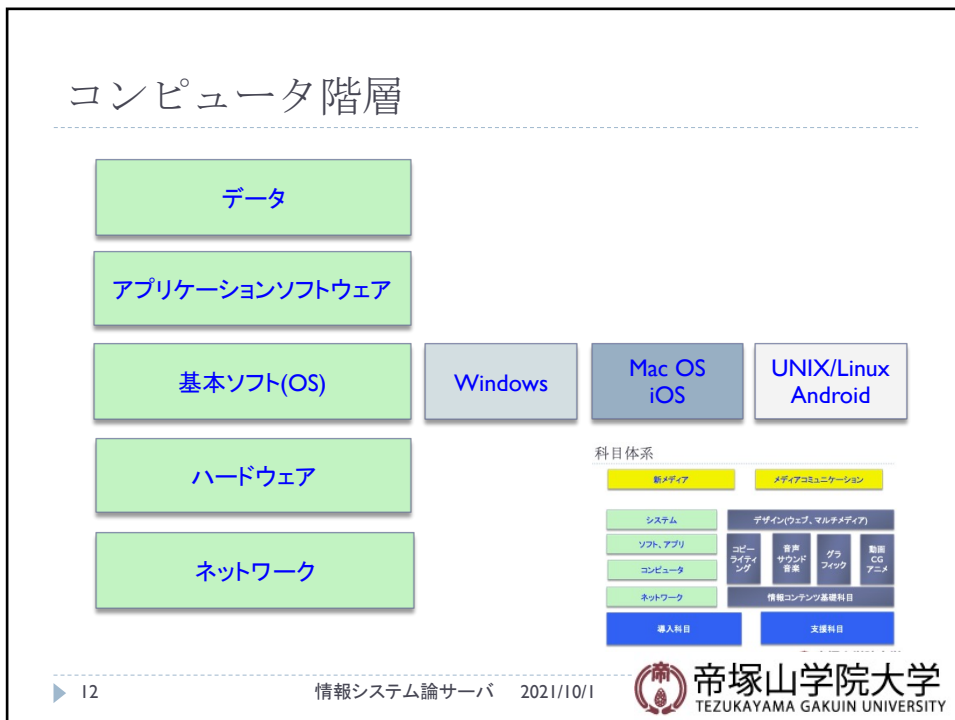 コンピュータ階層
データ
アプリケーションソフトウェア
基本ソフト(OS)
Windows
Mac OS
iOS
UNIX/Linux
Android
ハードウェア
ネットワーク
科目体系
新メディア
メディアコミュニケーション
システム
デザイン(ウェブ、マルチメディア)
ソフト、アプリ
コンピュータ
コピー
ライティ
ング
音声
サウンド
音楽
グラ
フィック
動画
CG
アニメ
ネットワーク
情報コンテンツ基礎科目
導入科目
支援科目
12
情報システム論サーバ
2021/10/1
帝塚山学院大学
TEZUKAYAMA GAKUIN UNIVERSITY